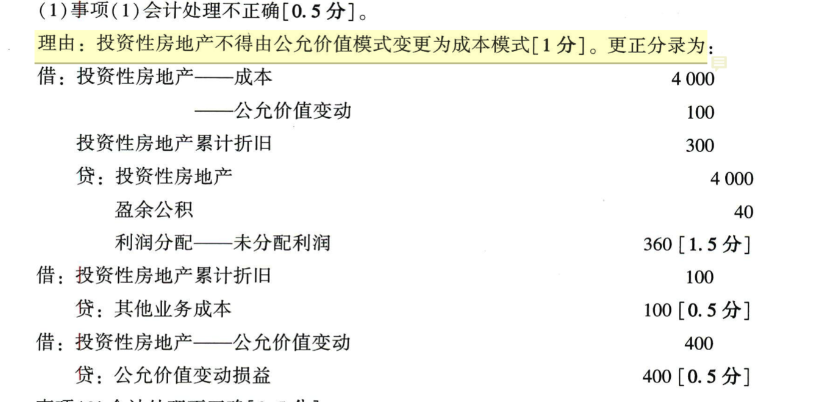 (1)事项(1)会计处理不正确[0.5分]。
理由：投资性房地产不得由公允价值模式变更为成本模式[1分]。更正分录为：
借：投资性房地产——成本 4 000
——公允价值变动 100
投资性房地产累计折旧 300
贷：投资性房地产 4 000
盈余公积 40
利润分配——未分配利润 360[1.5分]
借：投资性房地产累计折旧 100
贷：其他业务成本 100[0.5分]
借：投资性房地产——公允价值变动 400
贷：公允价值变动损益 400[0.5分]